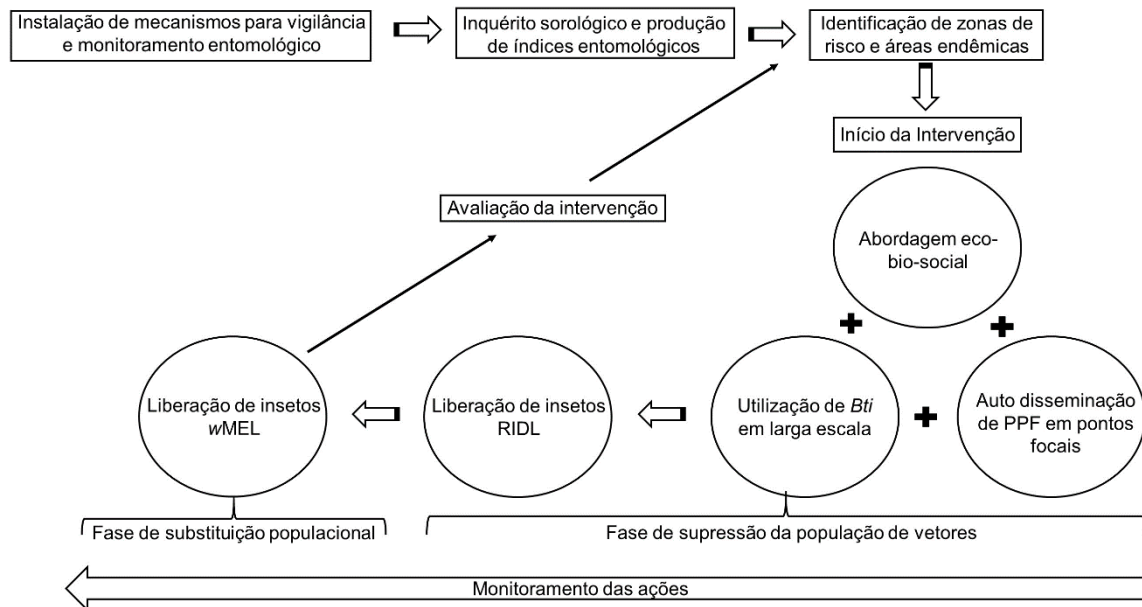 Instalação de mecanismos para vigilância
e monitoramento entomológico
Inquérito sorológico e produção
de índices entomológicos
Identificação de zonas de
risco e áreas endêmicas
Início da Intervenção
Avaliação da intervenção
Abordagem eco-
bio-social
Liberação de insetos
wMEL
Liberação de insetos
RIDL
Utilização de Bti
em larga escala
Auto disseminação
de PPF em pontos
focais
Fase de substituição populacional
Fase de supressão da população de vetores
Monitoramento das ações